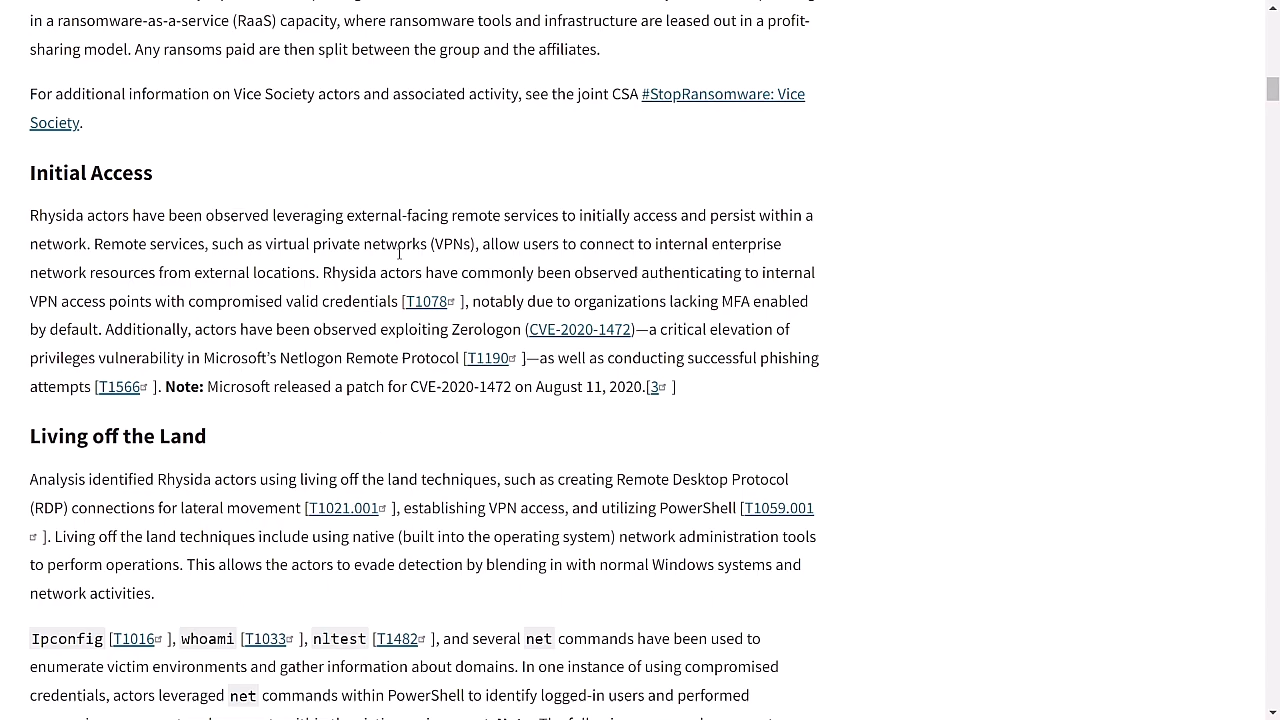 in a ransomware-as-a-service (RaaS) capacity, where ransomware tools and infrastructure are leased out in a profit-
sharing model. Any ransoms paid are then split between the group and the affiliates.
For additional information on Vice Society actors and associated activity, see the joint CSA #StopRansomware: Vice
Society.
Initial Access
Rhysida actors have been observed leveraging external-facing remote services to initially access and persist within a
network. Remote services, such as virtual private networks (VPNs), allow users to connect to internal enterprise
network resources from external locations. Rhysida actors have commonly been observed authenticating to internal
VPN access points with compromised valid credentials [T1078 ], notably due to organizations lacking MFA enabled
by default. Additionally, actors have been observed exploiting Zerologon (CVE-2020-1472)—a critical elevation of
privileges vulnerability in Microsoft’s Netlogon Remote Protocol [T1190 ]—as well as conducting successful phishing
attempts [T1566 ]. Note: Microsoft released a patch for CVE-2020-1472 on August 11, 2020.[3 ]
Living off the Land
Analysis identified Rhysida actors using living off the land techniques, such as creating Remote Desktop Protocol
(RDP) connections for lateral movement [T1021.001 ], establishing VPN access, and utilizing PowerShell [T1059.001
]. Living off the land techniques include using native (built into the operating system) network administration tools
to perform operations. This allows the actors to evade detection by blending in with normal Windows systems and
network activities.
Ipconfig [T1016 ], whoami [T1033 ], nltest [T1482 ], and several net commands have been used to
enumerate victim environments and gather information about domains. In one instance of using compromised
credentials, actors leveraged net commands within PowerShell to identify logged-in users and performed